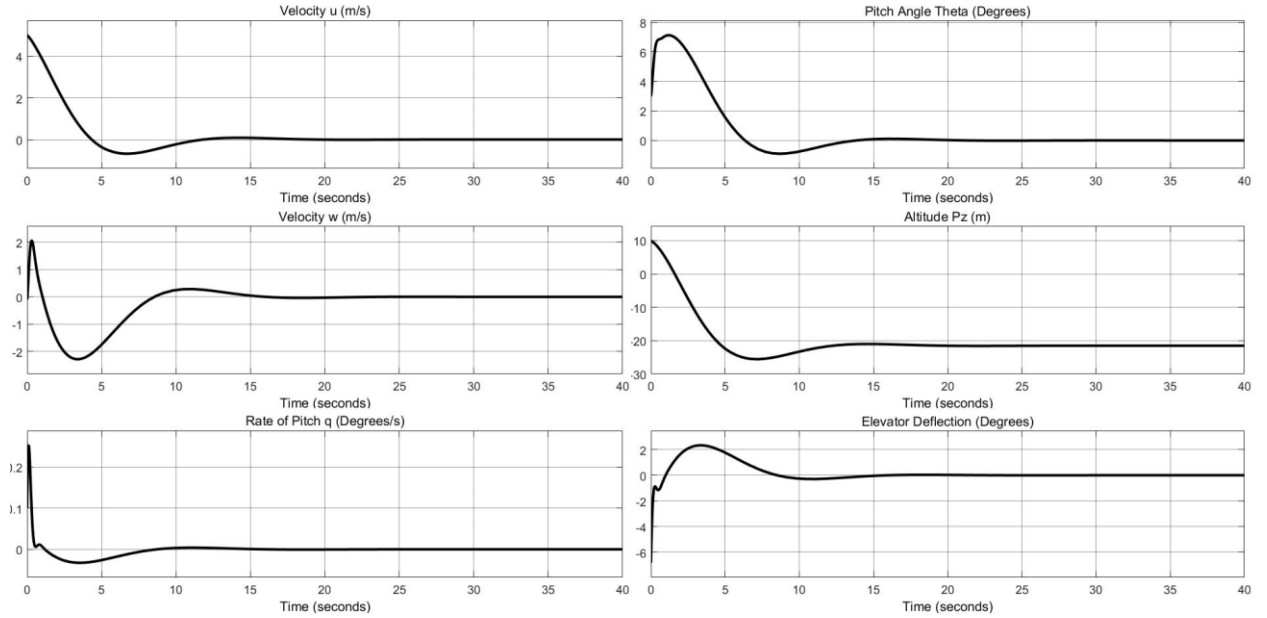 Velocity u (m/s)
4
2
0
0 5 10 15 20 25 30 35 40
Time (seconds)
Pitch Angle Theta (Degrees)
8
6
4
2
0
0 5 10 15 20 25 30 35 40
Time (seconds)
Velocity w (m/s)
2
1
0
-1
-2
0 5 10 15 20 25 30 35 40
Time (seconds)
Altitude Pz (m)
10
0
-10
-20
-30
0 5 10 15 20 25 30 35 40
Time (seconds)
Rate of Pitch q (Degrees/s)
).2
).1
0
0 5 10 15 20 25 30 35 40
Time (seconds)
Elevator Deflection (Degrees)
2
0
-2
-4
-6
0 5 10 15 20 25 30 35 40
Time (seconds)